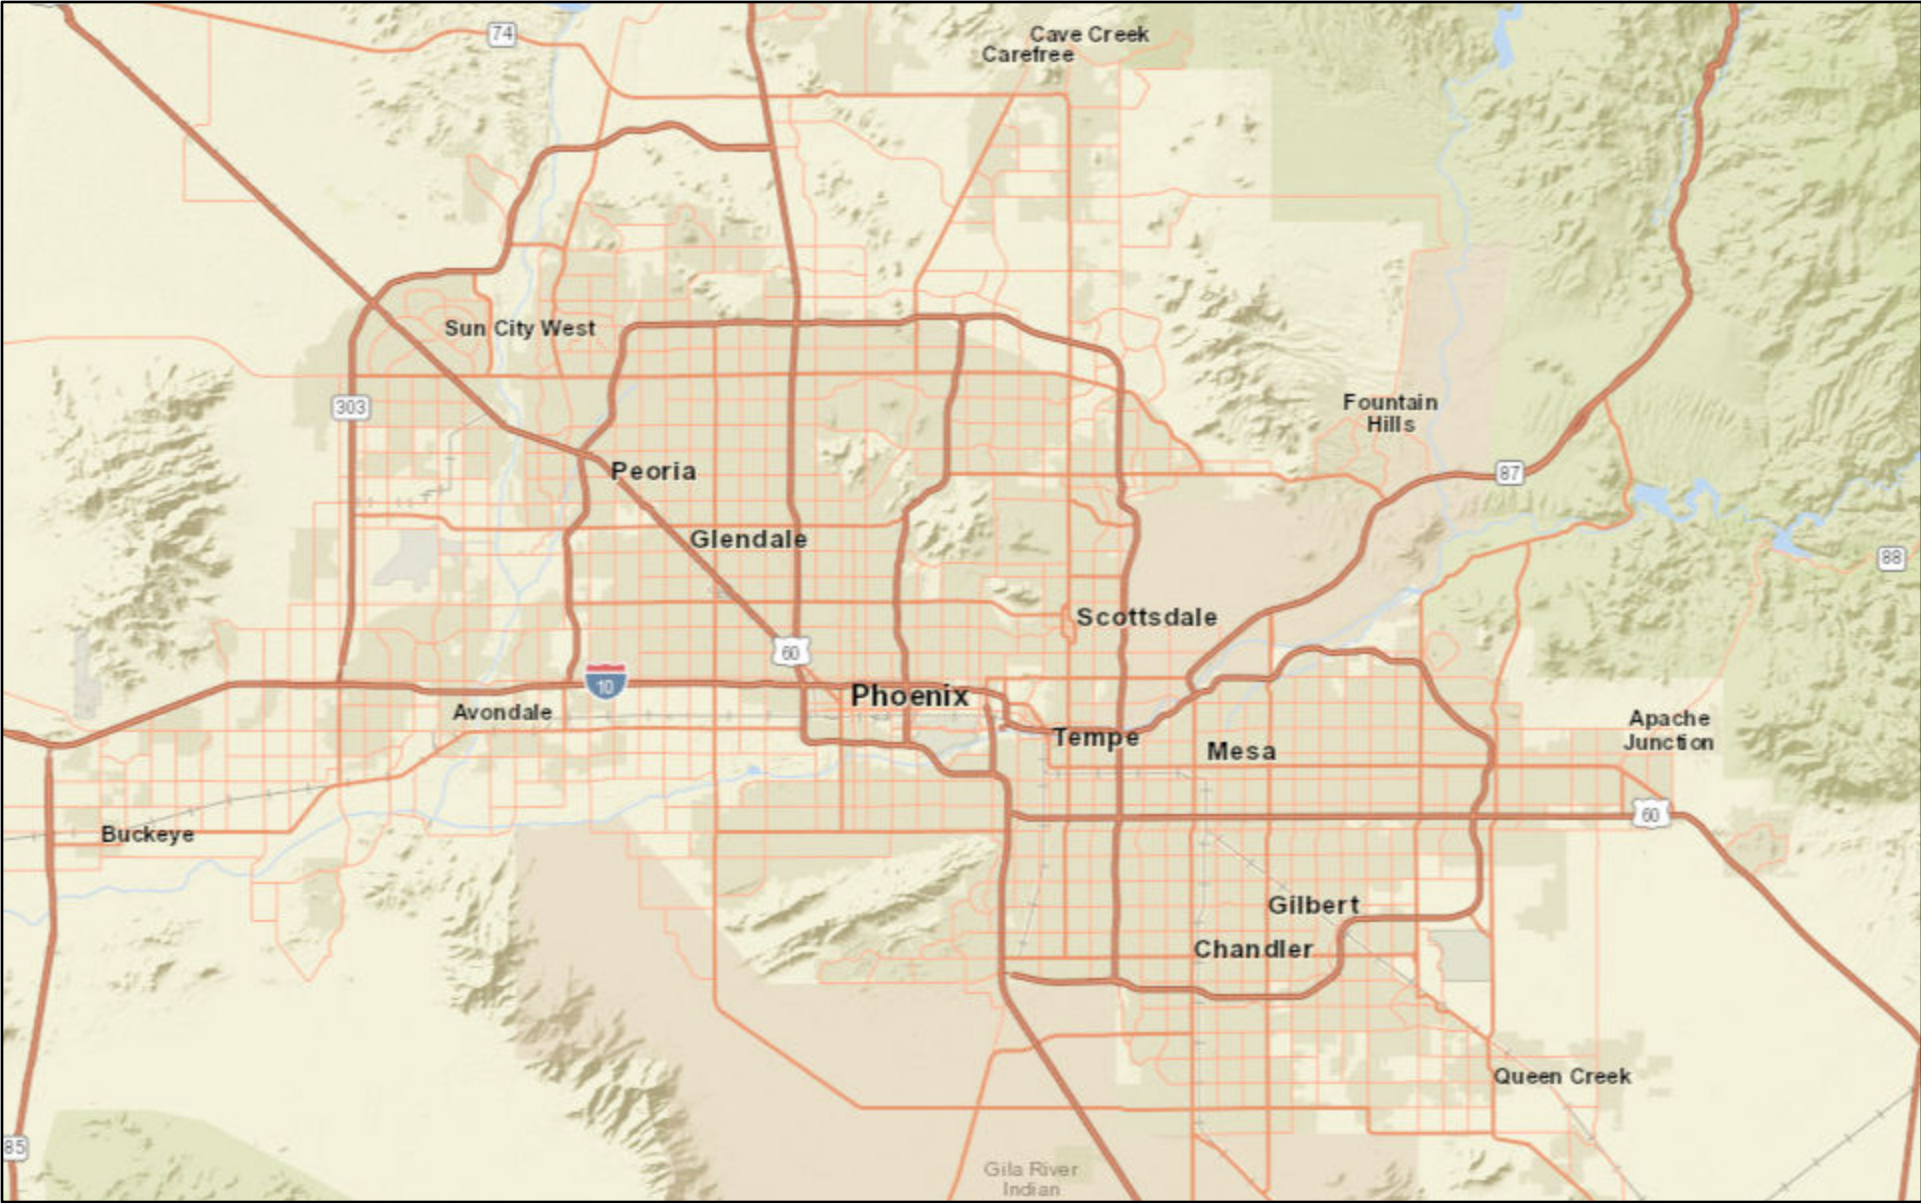 74
Cave Creek
Carefree
Sun City West
303
Fountain
Hills
Peoria
87
Glendale
88
Scottsdale
60
10
Phoenix
Avondale
Tempe
Mesa
Apache
Junction
60
Buckeye
Gilbert
Chandler
Queen Creek
85
Gila River
Indian